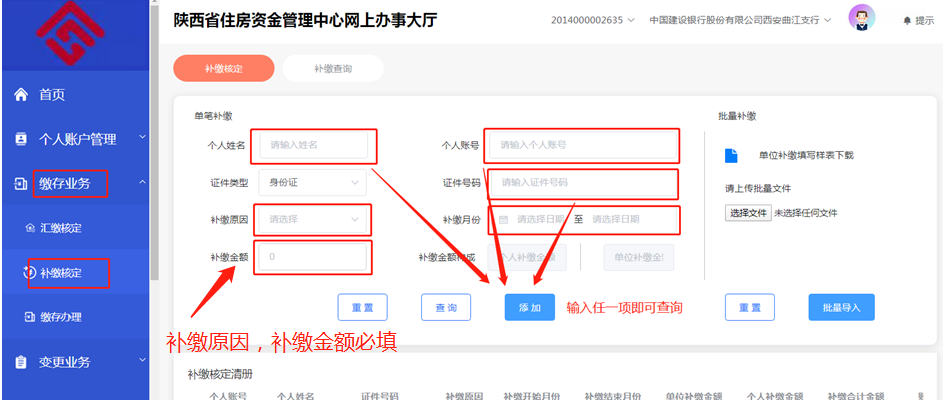 陕西省住房资金管理中心网上办事大厅
2014000002635
中国建设银行股份有限公司西安曲江支行
提示
首页
个人账户管理
缴存业务
汇缴核定
补缴核定
缴存办理
变更业务
补缴核定
补缴查询
单笔补缴
个人姓名 请输入姓名
个人账号 请输入个人账号
证件类型 身份证
证件号码 请输入证件号码
补缴原因 请选择
补缴月份 请选择日期 至 请选择日期
补缴金额 0
补缴金额构成 个人补缴金额 单位补缴金
重置 查询 添加 输入任一项即可查询
补缴原因，补缴金额必填
批量补缴
单位补缴填写样表下载
请上传批量文件
选择文件 未选择任何文件
重置 批量导入
补缴核定清册
个人账号 个人姓名 证件号码 补缴原因 补缴开始月份 补缴结束月份 单位补缴金额 个人补缴金额 补缴合计金额